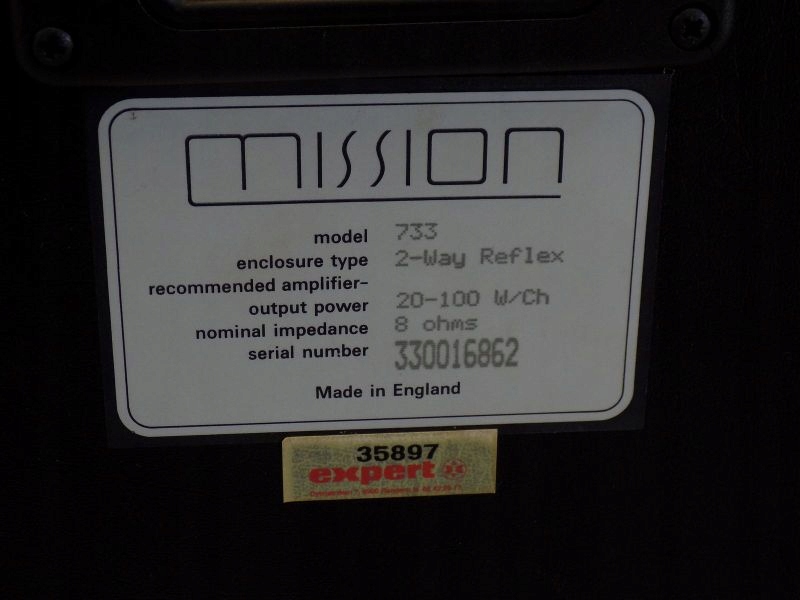 mission
model 733
enclosure type 2-Way Reflex
recommended amplifier-
output power 20-100 W/Ch
nominal impedance 8 ohms
serial number 330016862
Made in England
35897
expert